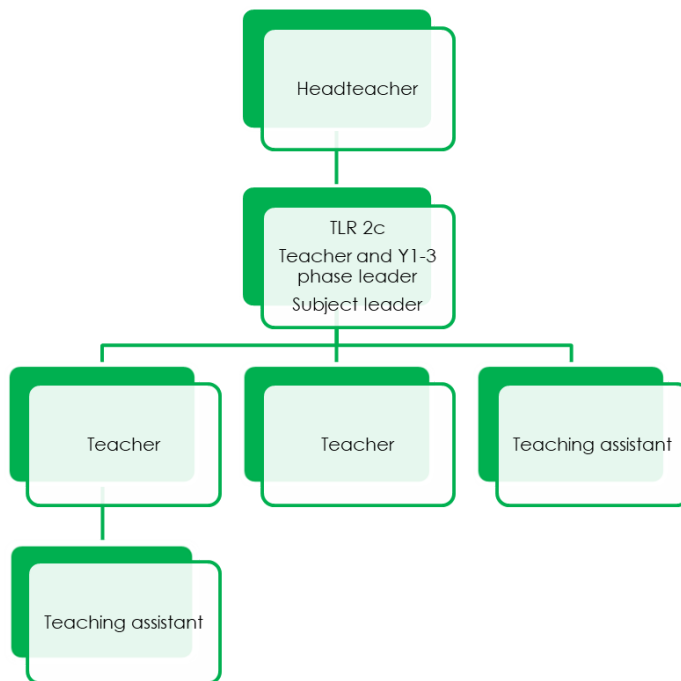 Headteacher
TLR 2c
Teacher and Y1-3
phase leader
Subject leader
Teacher
Teacher
Teaching assistant
Teaching assistant